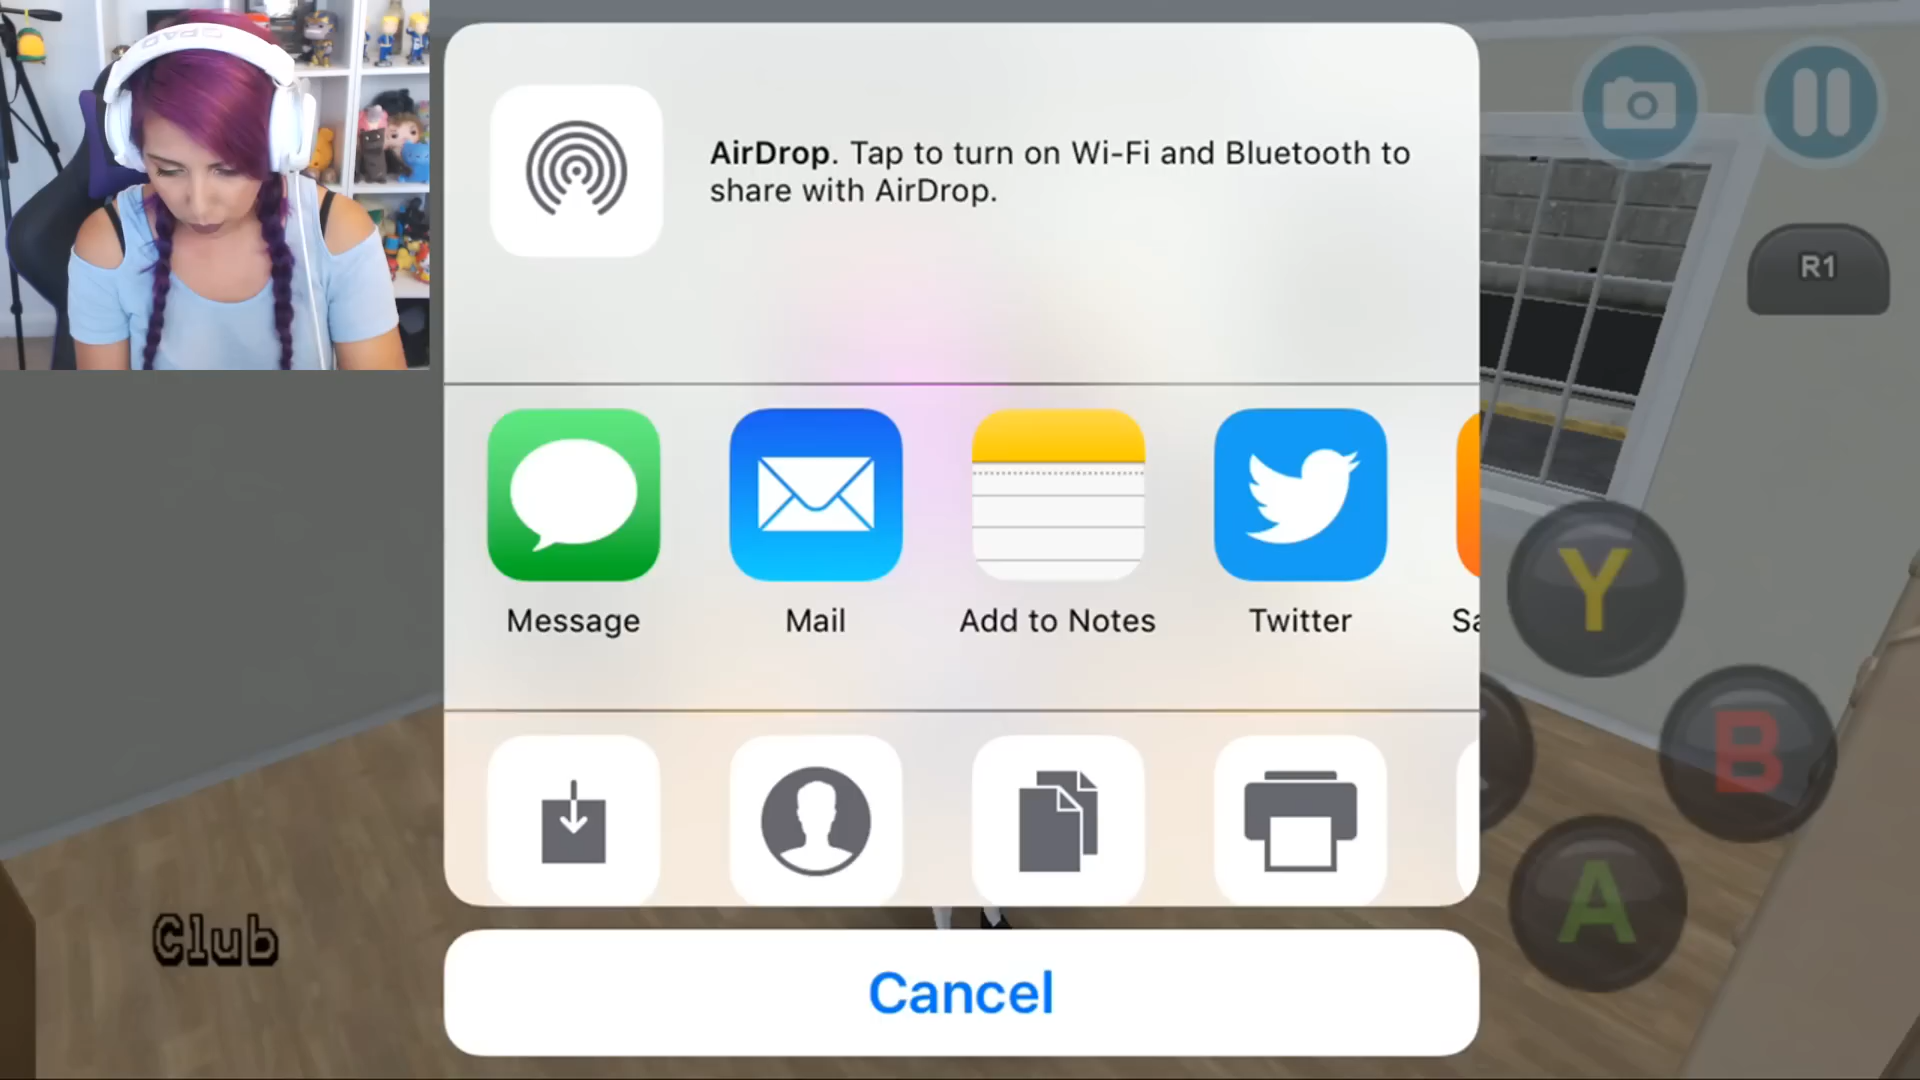 AirDrop. Tap to turn on Wi-Fi and Bluetooth to
share with AirDrop.
R1
Message
Mail
Add to Notes
Twitter
Sa
Y
B
A
Club
Cancel